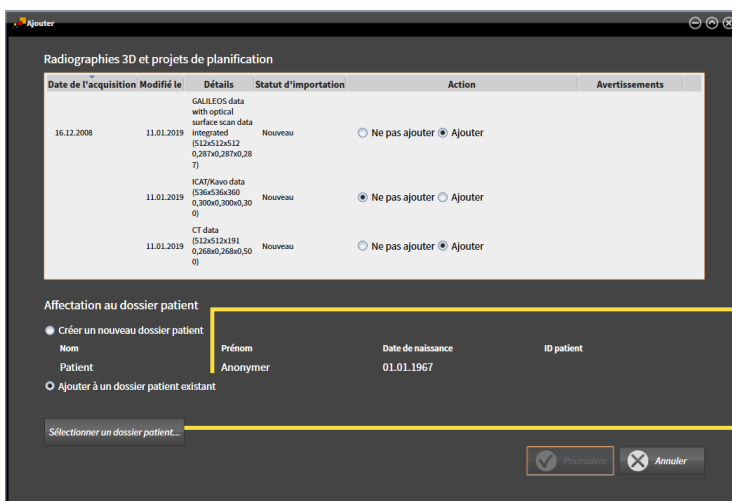 Ajouter
Radiographies 3D et projets de planification
Date de l'acquisition Modifié le Détails Statut d'importation Action Avertissements
GALILEOS data
with optical
surface scan data
16.12.2008 11.01.2019 integrated Nouveau Ne pas ajouter Ajouter
(512x512x512
0,287x0,287x0,28
7)
ICAT/Kavo data
(536x536x360
11.01.2019 0,300x0,300x0,30 Nouveau Ne pas ajouter Ajouter
0)
CT data
(512x512x191
11.01.2019 0,268x0,268x0,50 Nouveau Ne pas ajouter Ajouter
0)
Affectation au dossier patient
Créer un nouveau dossier patient
Nom Prénom Date de naissance ID patient
Patient Anonymer 01.01.1967
Ajouter à un dossier patient existant
Sélectionner un dossier patient...
Poursuivre Annuler